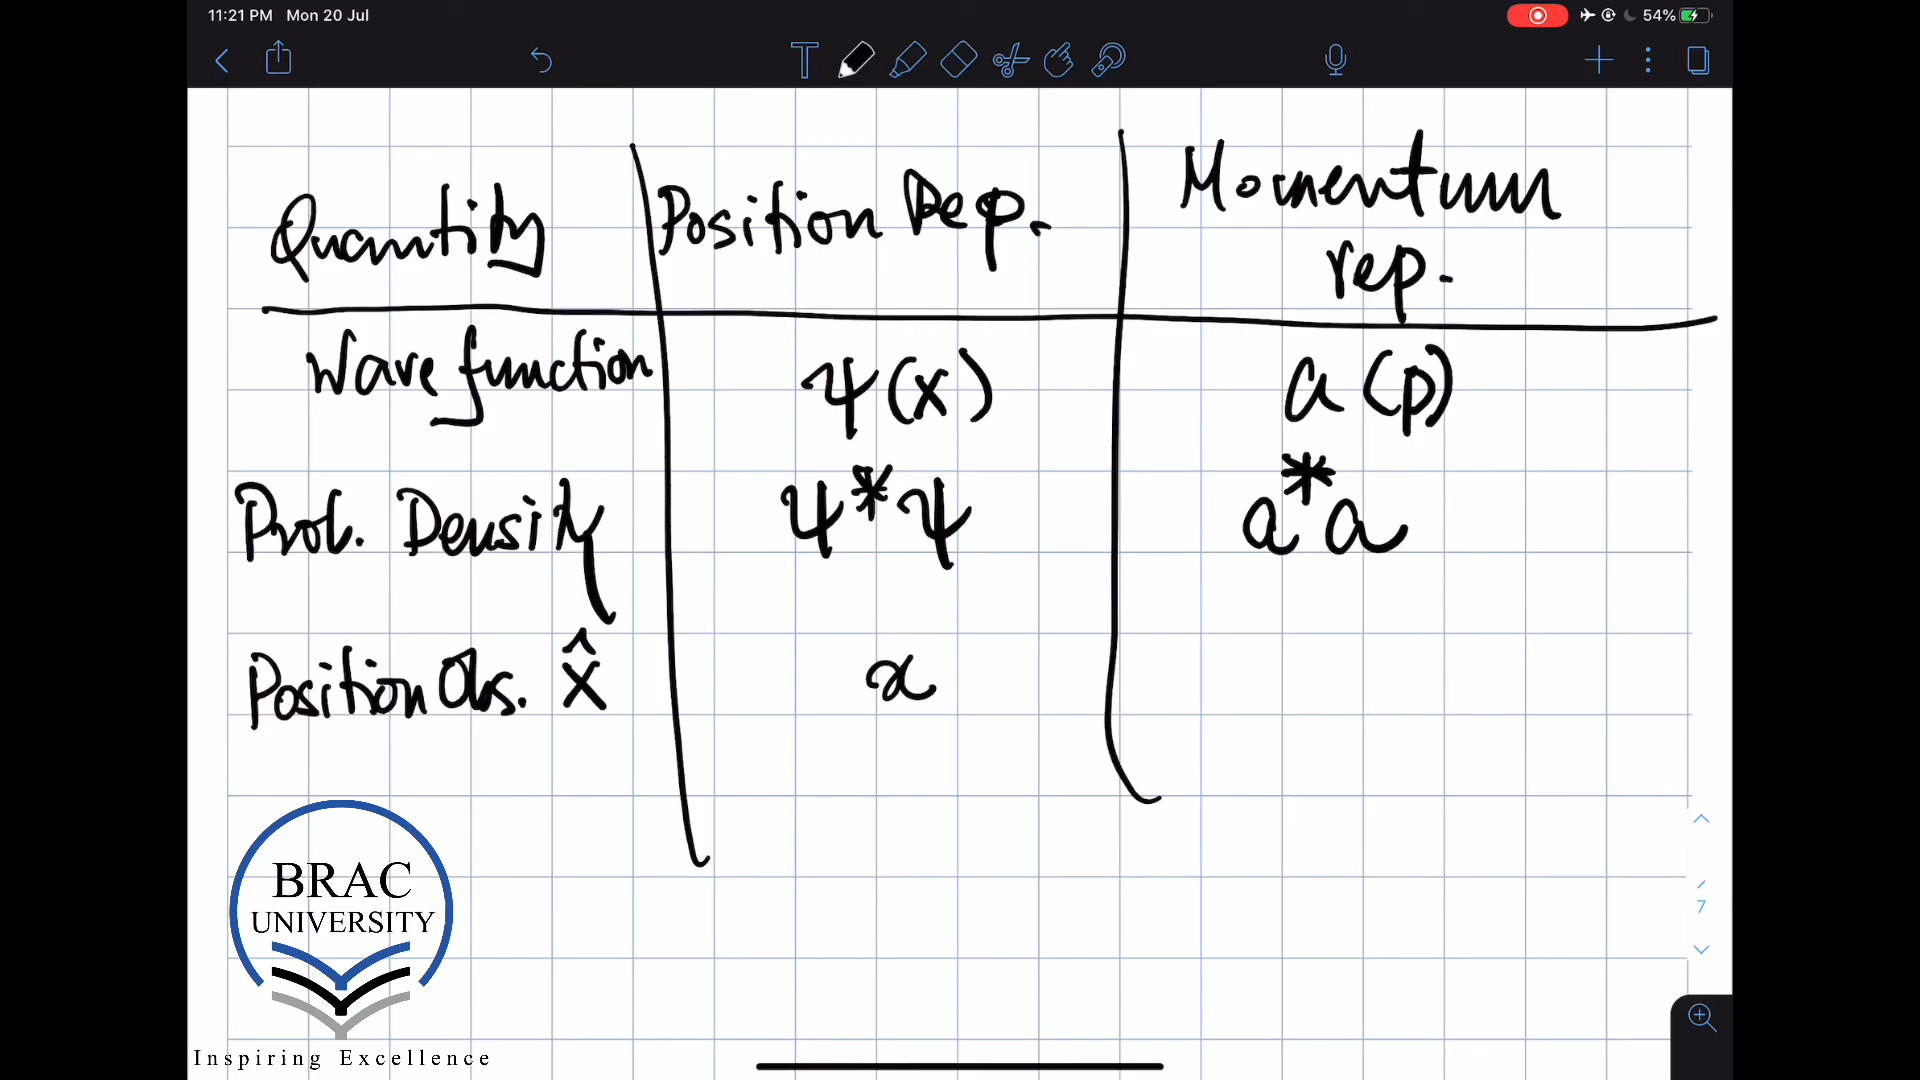 11:21 PM Mon 20 Jul
54%
Quantity Position Rep. Momentum rep.
Wave function ψ(x) a(p)
Prob. Density ψ*ψ a*a
Position Obs. x̂ x
7
BRAC
UNIVERSITY
Inspiring Excellence